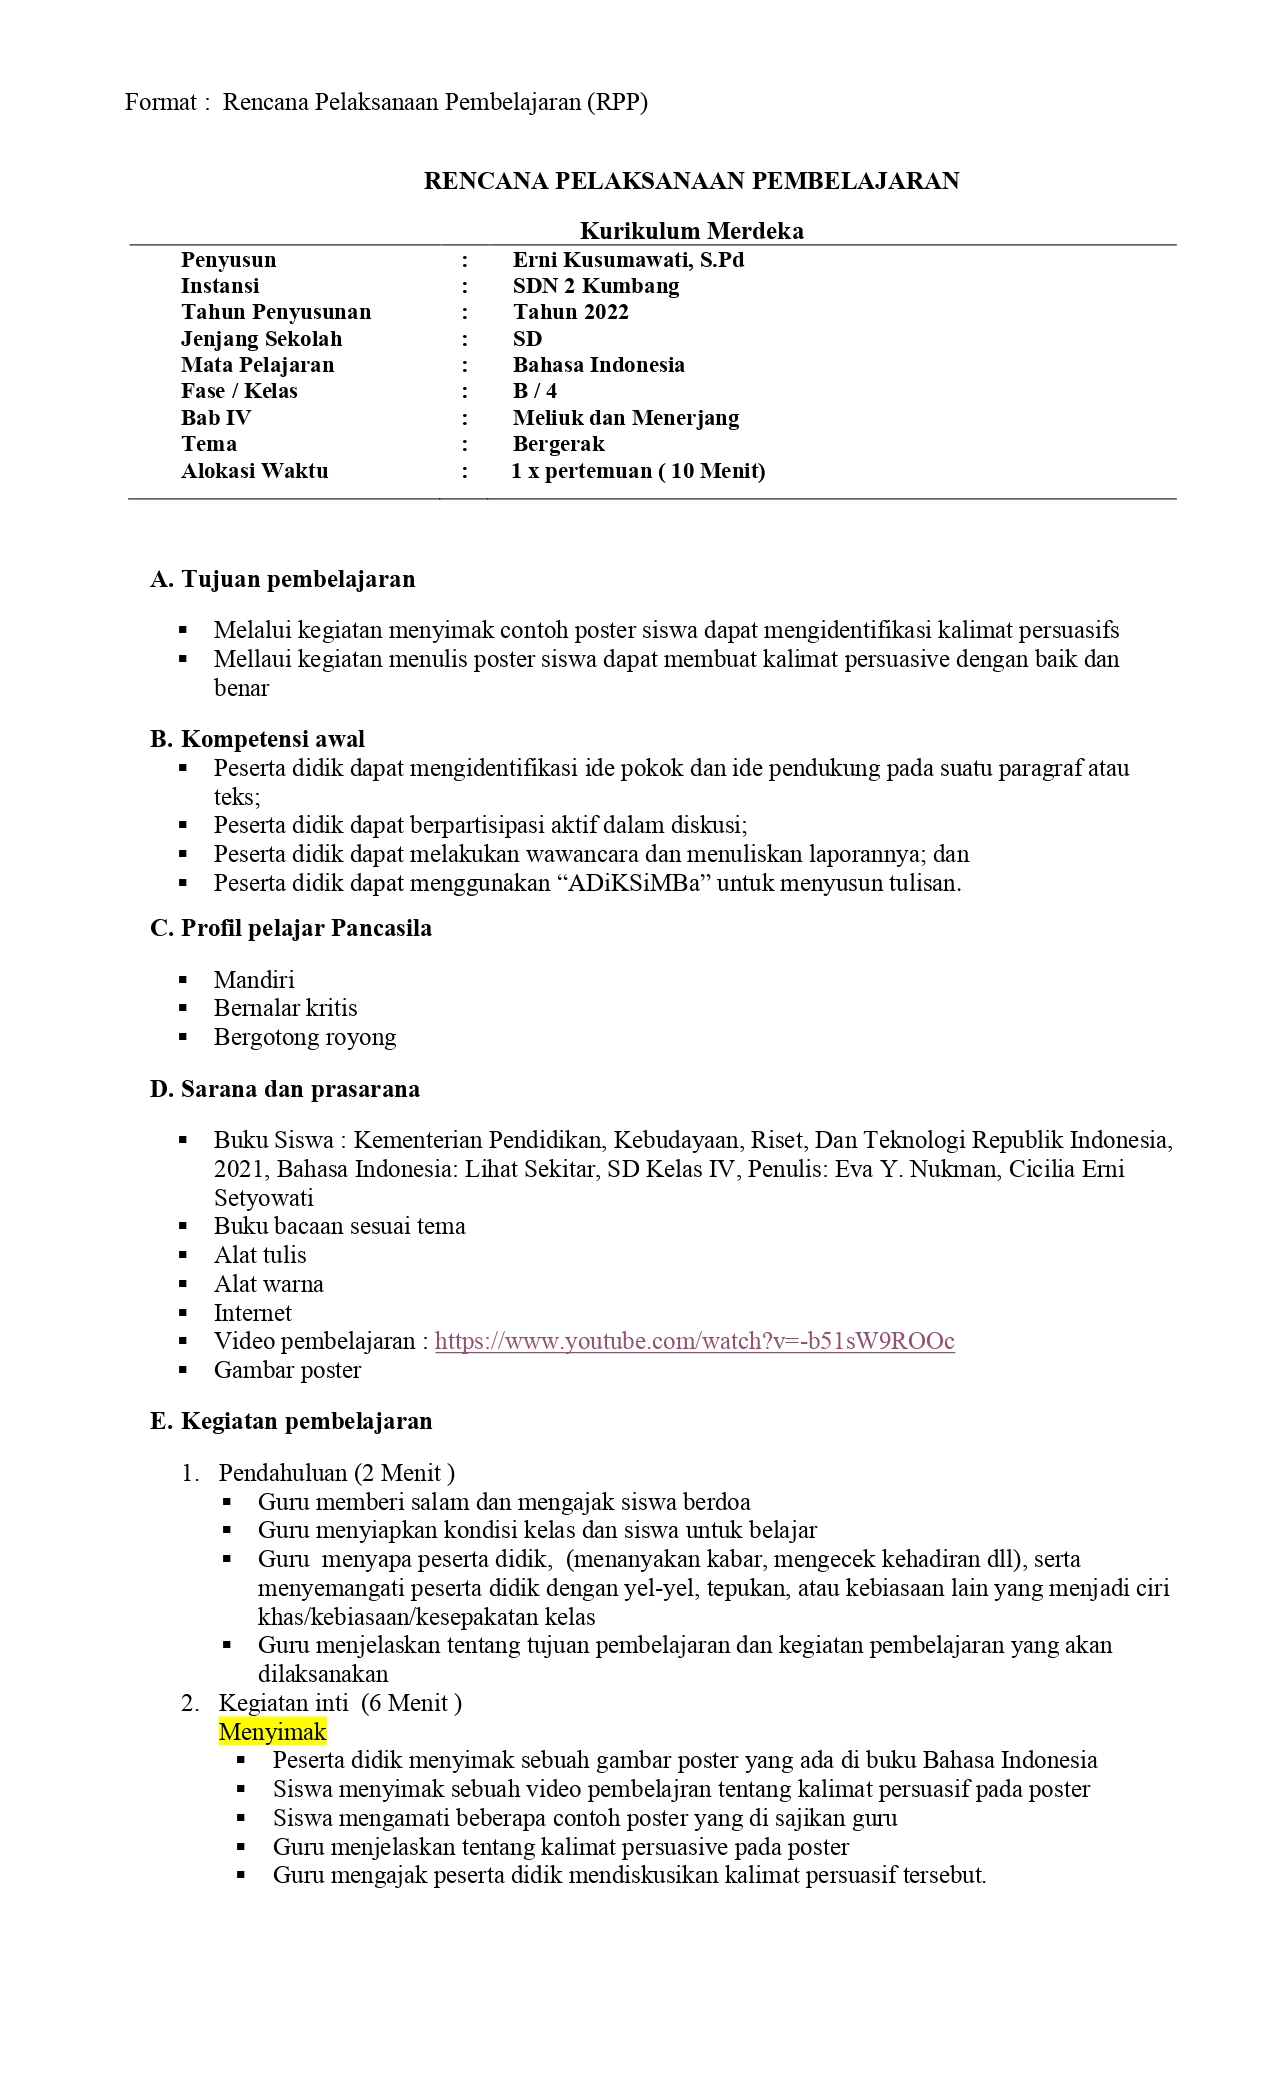 Format :  Rencana Pelaksanaan Pembelajaran (RPP)
RENCANA PELAKSANAAN PEMBELAJARAN
Kurikulum Merdeka
Penyusun : Erni Kusumawati, S.Pd
Instansi : SDN 2 Kumbang
Tahun Penyusunan : Tahun 2022
Jenjang Sekolah : SD
Mata Pelajaran : Bahasa Indonesia
Fase / Kelas : B / 4
Bab IV : Meliuk dan Menerjang
Tema : Bergerak
Alokasi Waktu : 1 x pertemuan ( 10 Menit)
A. Tujuan pembelajaran
▪ Melalui kegiatan menyimak contoh poster siswa dapat mengidentifikasi kalimat persuasifs
▪ Mellaui kegiatan menulis poster siswa dapat membuat kalimat persuasive dengan baik dan
benar
B. Kompetensi awal
▪ Peserta didik dapat mengidentifikasi ide pokok dan ide pendukung pada suatu paragraf atau
teks;
▪ Peserta didik dapat berpartisipasi aktif dalam diskusi;
▪ Peserta didik dapat melakukan wawancara dan menuliskan laporannya; dan
▪ Peserta didik dapat menggunakan “ADiKSiMBa” untuk menyusun tulisan.
C. Profil pelajar Pancasila
▪ Mandiri
▪ Bernalar kritis
▪ Bergotong royong
D. Sarana dan prasarana
▪ Buku Siswa : Kementerian Pendidikan, Kebudayaan, Riset, Dan Teknologi Republik Indonesia,
2021, Bahasa Indonesia: Lihat Sekitar, SD Kelas IV, Penulis: Eva Y. Nukman, Cicilia Erni
Setyowati
▪ Buku bacaan sesuai tema
▪ Alat tulis
▪ Alat warna
▪ Internet
▪ Video pembelajaran : https://www.youtube.com/watch?v=-b51sW9ROOc
▪ Gambar poster
E. Kegiatan pembelajaran
1. Pendahuluan (2 Menit )
▪ Guru memberi salam dan mengajak siswa berdoa
▪ Guru menyiapkan kondisi kelas dan siswa untuk belajar
▪ Guru  menyapa peserta didik,  (menanyakan kabar, mengecek kehadiran dll), serta
menyemangati peserta didik dengan yel-yel, tepukan, atau kebiasaan lain yang menjadi ciri
khas/kebiasaan/kesepakatan kelas
▪ Guru menjelaskan tentang tujuan pembelajaran dan kegiatan pembelajaran yang akan
dilaksanakan
2. Kegiatan inti  (6 Menit )
Menyimak
▪ Peserta didik menyimak sebuah gambar poster yang ada di buku Bahasa Indonesia
▪ Siswa menyimak sebuah video pembelajran tentang kalimat persuasif pada poster
▪ Siswa mengamati beberapa contoh poster yang di sajikan guru
▪ Guru menjelaskan tentang kalimat persuasive pada poster
▪ Guru mengajak peserta didik mendiskusikan kalimat persuasif tersebut.